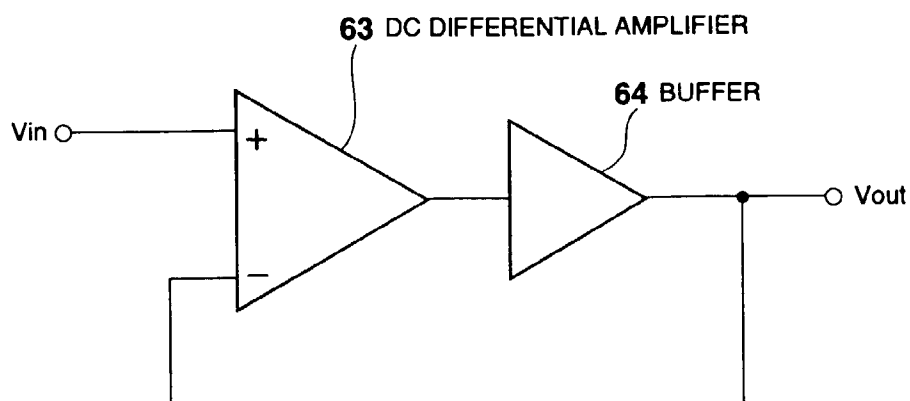 63 DC DIFFERENTIAL AMPLIFIER
64 BUFFER
Vin
+
−
Vout